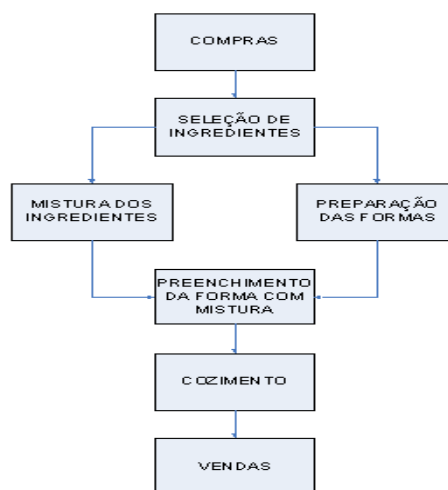 COMPRAS
SELEÇÃO DE
INGREDIENTES
MISTURA DOS
INGREDIENTES
PREPARAÇÃO
DAS FORMAS
PREENCHIMENTO
DA FORMA COM
MISTURA
COZIMENTO
VENDAS